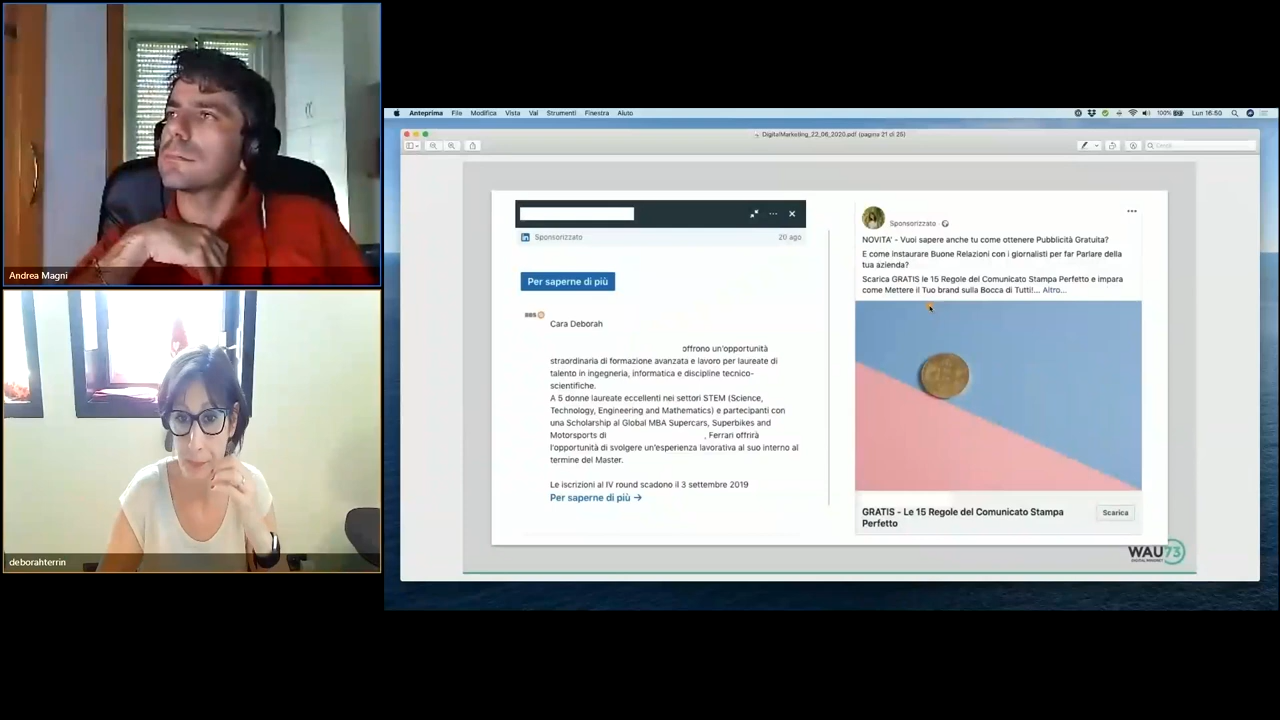 Andrea Magni
deborahterrin
Anteprima File Modifica Vista Vai Strumenti Finestra Aiuto
100% Lun 16:50
DigitalMarketing_22_06_2020.pdf (pagina 21 di 25)
Sponsorizzato 20 ago
Per saperne di più
Cara Deborah
offrono un'opportunità
straordinaria di formazione avanzata e lavoro per laureate di
talento in ingegneria, informatica e discipline tecnico-
scientifiche.
A 5 donne laureate eccellenti nei settori STEM (Science,
Technology, Engineering and Mathematics) e partecipanti con
una Scholarship al Global MBA Supercars, Superbikes and
Motorsports di , Ferrari offrirà
l'opportunità di svolgere un'esperienza lavorativa al suo interno al
termine del Master.
Le iscrizioni al IV round scadono il 3 settembre 2019
Per saperne di più →
Sponsorizzato
NOVITA' - Vuoi sapere anche tu come ottenere Pubblicità Gratuita?
E come instaurare Buone Relazioni con i giornalisti per far Parlare della
tua azienda?
Scarica GRATIS le 15 Regole del Comunicato Stampa Perfetto e impara
come Mettere il Tuo brand sulla Bocca di Tutti!... Altro...
GRATIS - Le 15 Regole del Comunicato Stampa
Perfetto
Scarica
WAU73